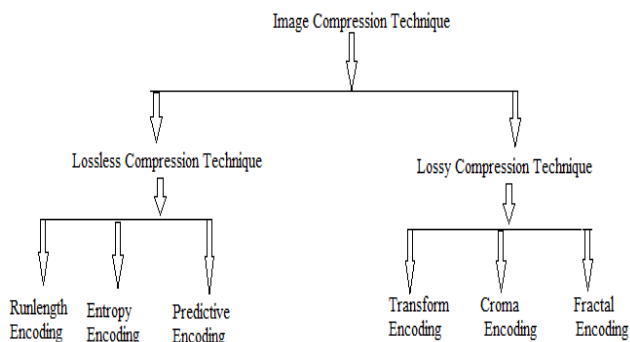 Image Compression Technique
Lossless Compression Technique
Lossy Compression Technique
Runlength
Encoding
Entropy
Encoding
Predictive
Encoding
Transform
Encoding
Croma
Encoding
Fractal
Encoding